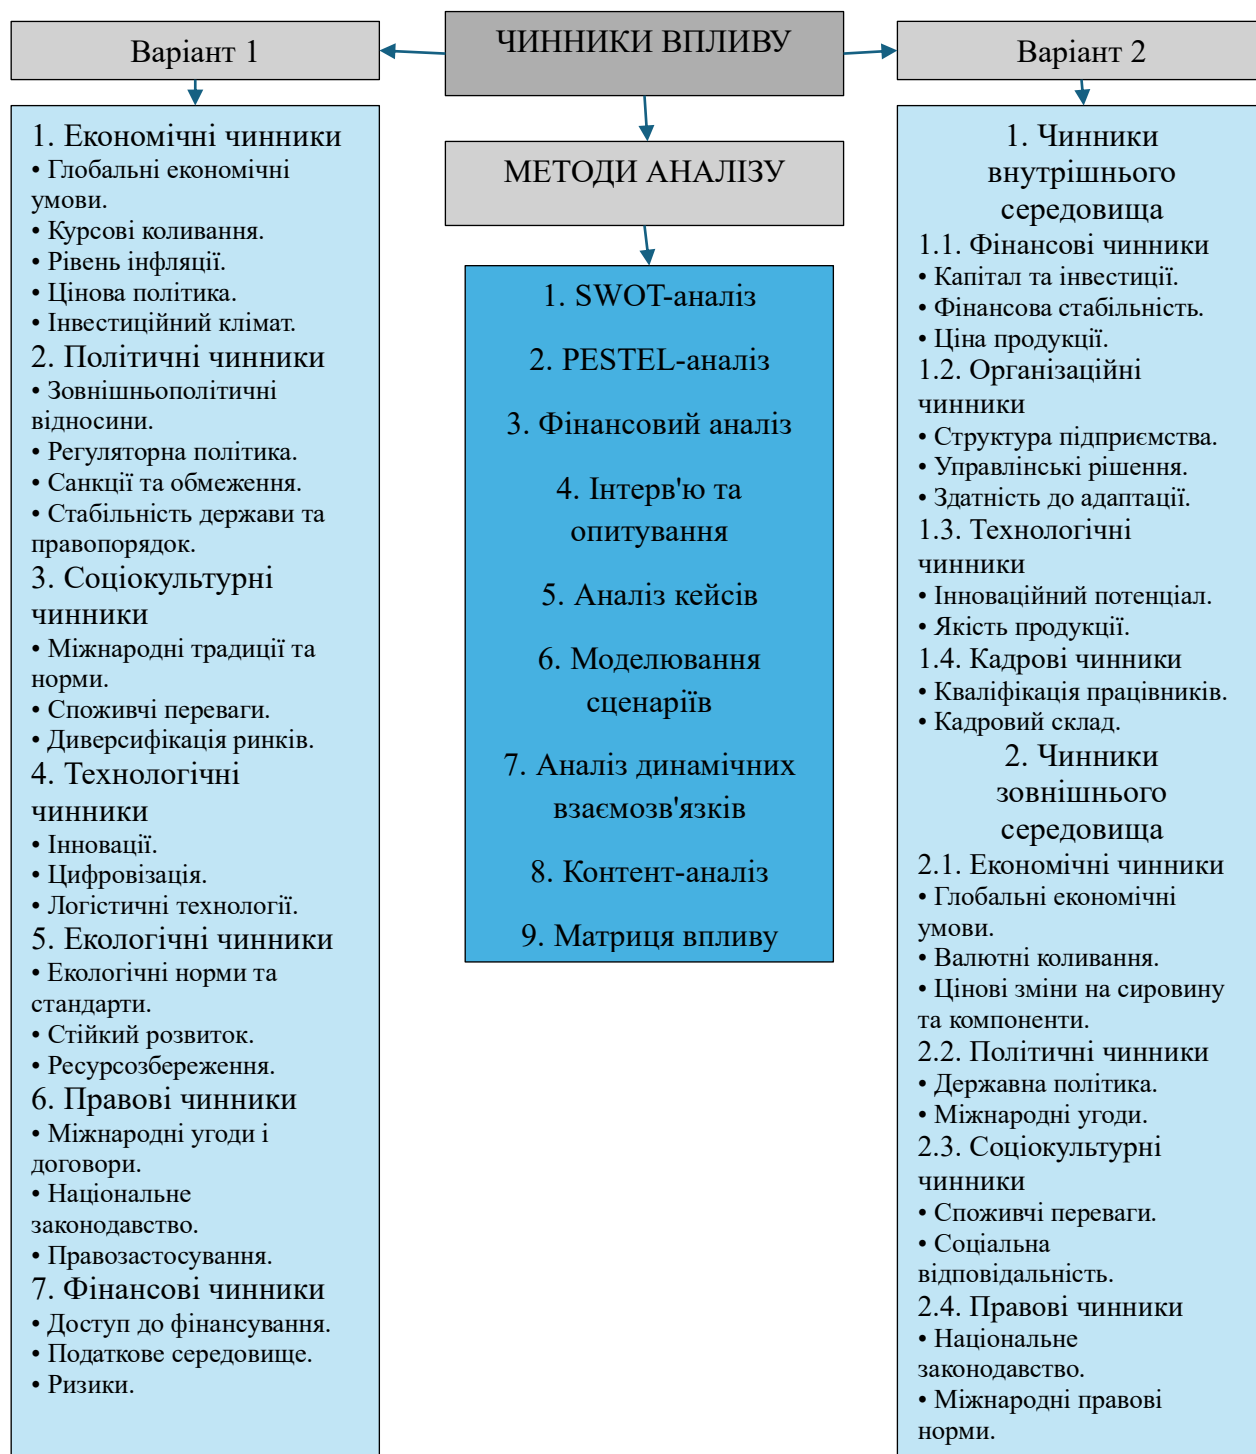 ЧИННИКИ ВПЛИВУ
Варіант 1
1. Економічні чинники
• Глобальні економічні
умови.
• Курсові коливання.
• Рівень інфляції.
• Цінова політика.
• Інвестиційний клімат.
2. Політичні чинники
• Зовнішньополітичні
відносини.
• Регуляторна політика.
• Санкції та обмеження.
• Стабільність держави та
правопорядок.
3. Соціокультурні
чинники
• Міжнародні традиції та
норми.
• Споживчі переваги.
• Диверсифікація ринків.
4. Технологічні
чинники
• Інновації.
• Цифровізація.
• Логістичні технології.
5. Екологічні чинники
• Екологічні норми та
стандарти.
• Стійкий розвиток.
• Ресурсозбереження.
6. Правові чинники
• Міжнародні угоди і
договори.
• Національне
законодавство.
• Правозастосування.
7. Фінансові чинники
• Доступ до фінансування.
• Податкове середовище.
• Ризики.
МЕТОДИ АНАЛІЗУ
1. SWOT-аналіз
2. PESTEL-аналіз
3. Фінансовий аналіз
4. Інтерв'ю та
опитування
5. Аналіз кейсів
6. Моделювання
сценаріїв
7. Аналіз динамічних
взаємозв'язків
8. Контент-аналіз
9. Матриця впливу
Варіант 2
1. Чинники
внутрішнього
середовища
1.1. Фінансові чинники
• Капітал та інвестиції.
• Фінансова стабільність.
• Ціна продукції.
1.2. Організаційні
чинники
• Структура підприємства.
• Управлінські рішення.
• Здатність до адаптації.
1.3. Технологічні
чинники
• Інноваційний потенціал.
• Якість продукції.
1.4. Кадрові чинники
• Кваліфікація працівників.
• Кадровий склад.
2. Чинники
зовнішнього
середовища
2.1. Економічні чинники
• Глобальні економічні
умови.
• Валютні коливання.
• Цінові зміни на сировину
та компоненти.
2.2. Політичні чинники
• Державна політика.
• Міжнародні угоди.
2.3. Соціокультурні
чинники
• Споживчі переваги.
• Соціальна
відповідальність.
2.4. Правові чинники
• Національне
законодавство.
• Міжнародні правові
норми.